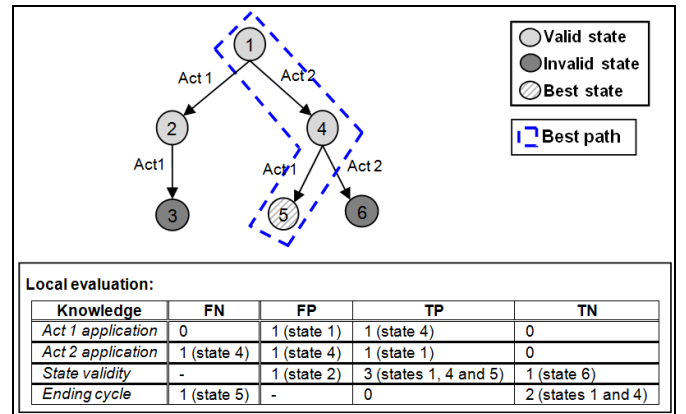 1
Valid state
Invalid state
Best state
Best path
Act 1
Act 2
2
4
Act1
Act 1
Act 2
3
5
6
Local evaluation:
Knowledge FN FP TP TN
Act 1 application 0 1 (state 1) 1 (state 4) 0
Act 2 application 1 (state 4) 1 (state 4) 1 (state 1) 0
State validity - 1 (state 2) 3 (states 1, 4 and 5) 1 (state 6)
Ending cycle 1 (state 5) - 0 2 (states 1 and 4)